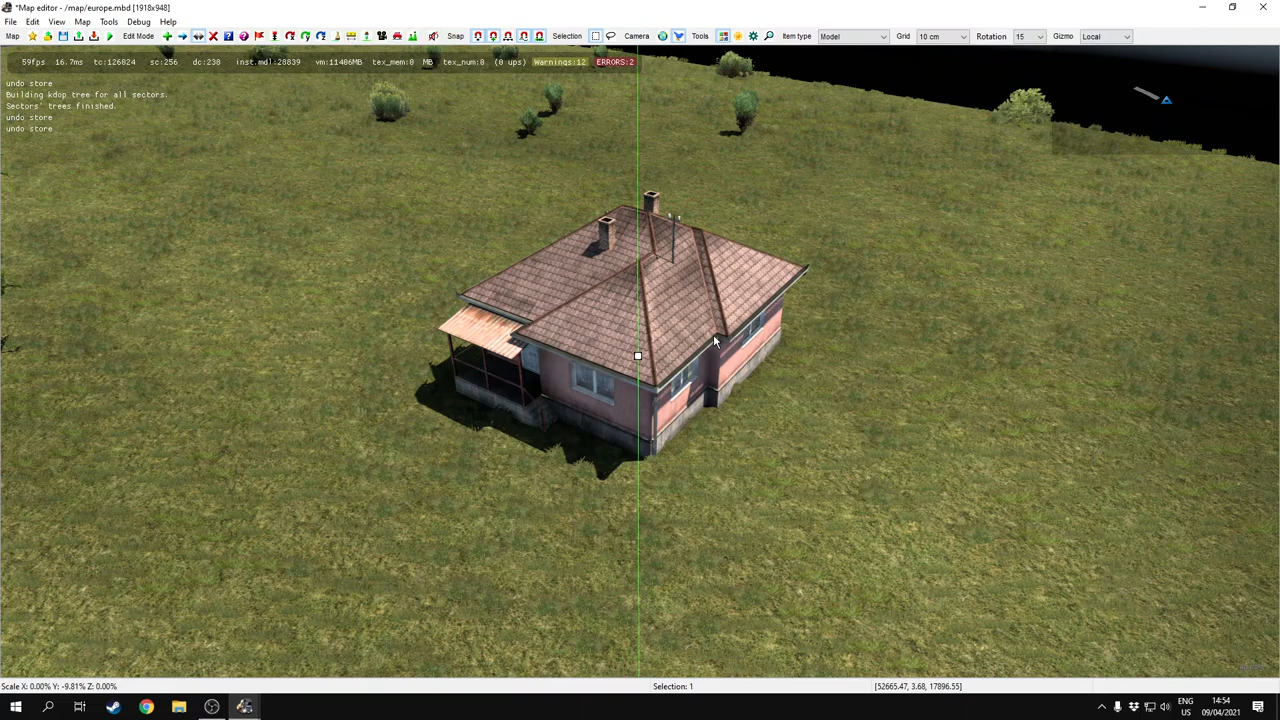 *Map editor - /map/europe.mbd [1918x948]
File Edit View Map Tools Debug Help
Map Edit Mode Snap Selection Camera Tools Item type Model Grid 10 cm Rotation 15 Gizmo Local
59fps 16.7ms tc:126824 sc:256 dc:238 inst.mdl:28839 vm:11486MB tex_mem:0 MB tex_num:0 (0 ups) Warnings:12 ERRORS:2
undo store
Building kdop tree for all sectors.
Sectors' trees finished.
undo store
undo store
Scale X: 0.00% Y: -9.81% Z: 0.00% Selection: 1 [52665.47, 3.68, 17896.55]
ENG 14:54
US 09/04/2021